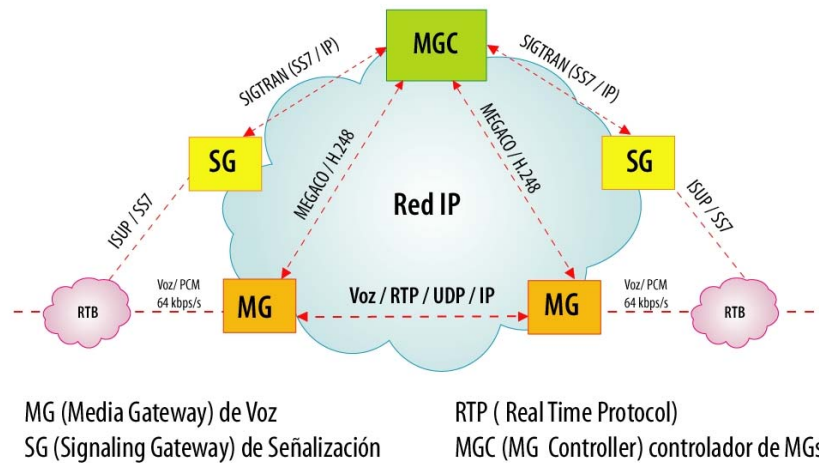 MGC
SIGTRAN (SS7 / IP)
SIGTRAN (SS7 / IP)
SG
SG
MEGACO / H.248
MEGACO / H.248
Red IP
ISUP / SS7
ISUP / SS7
Voz/ PCM
64 kbps/s
Voz / RTP / UDP / IP
Voz/ PCM
64 kbps/s
RTB
MG
MG
RTB
MG (Media Gateway) de Voz
RTP ( Real Time Protocol)
SG (Signaling Gateway) de Señalización
MGC (MG Controller) controlador de MGs